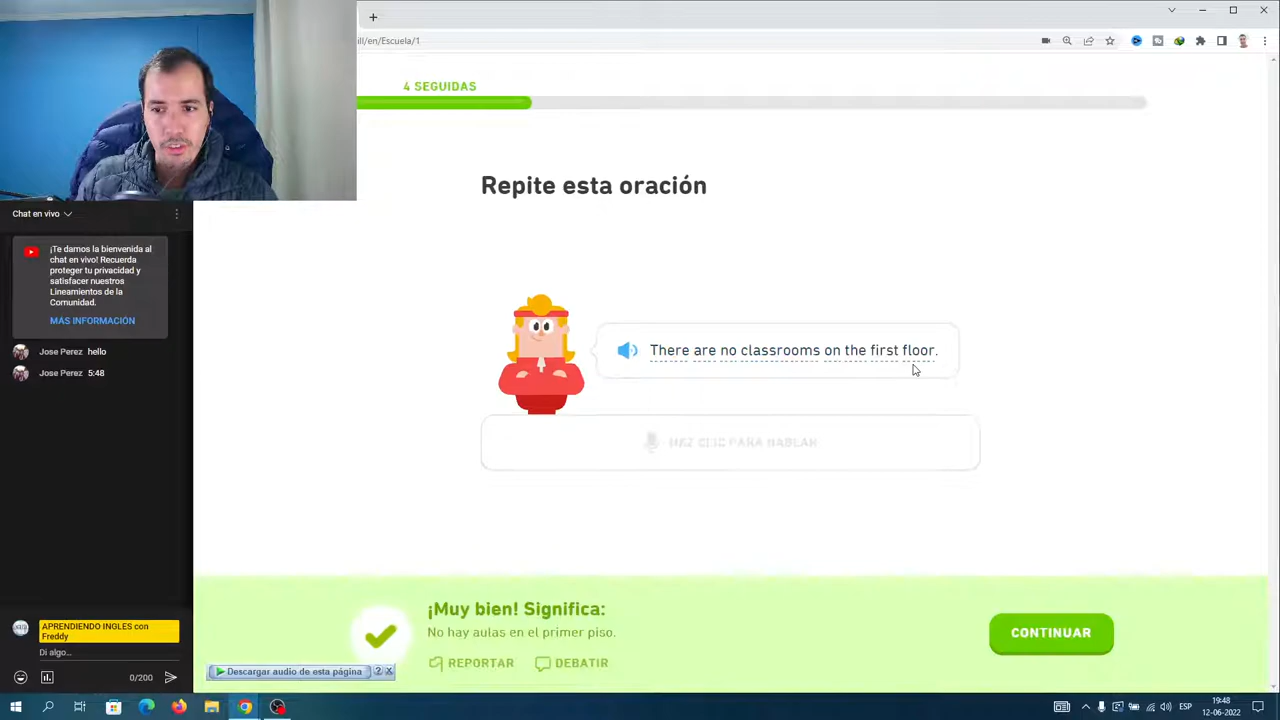 ill/en/Escuela/1
4 SEGUIDAS
Repite esta oración
Chat en vivo
¡Te damos la bienvenida al
chat en vivo! Recuerda
proteger tu privacidad y
satisfacer nuestros
Lineamientos de la
Comunidad.
MÁS INFORMACIÓN
Jose Perez hello
Jose Perez 5:48
There are no classrooms on the first floor.
HAZ CLIC PARA HABLAR
¡Muy bien! Significa:
No hay aulas en el primer piso.
REPORTAR
DEBATIR
CONTINUAR
APRENDIENDO INGLES con
Freddy
Di algo...
0/200
Descargar audio de esta página
ESP
19:48
12-06-2022